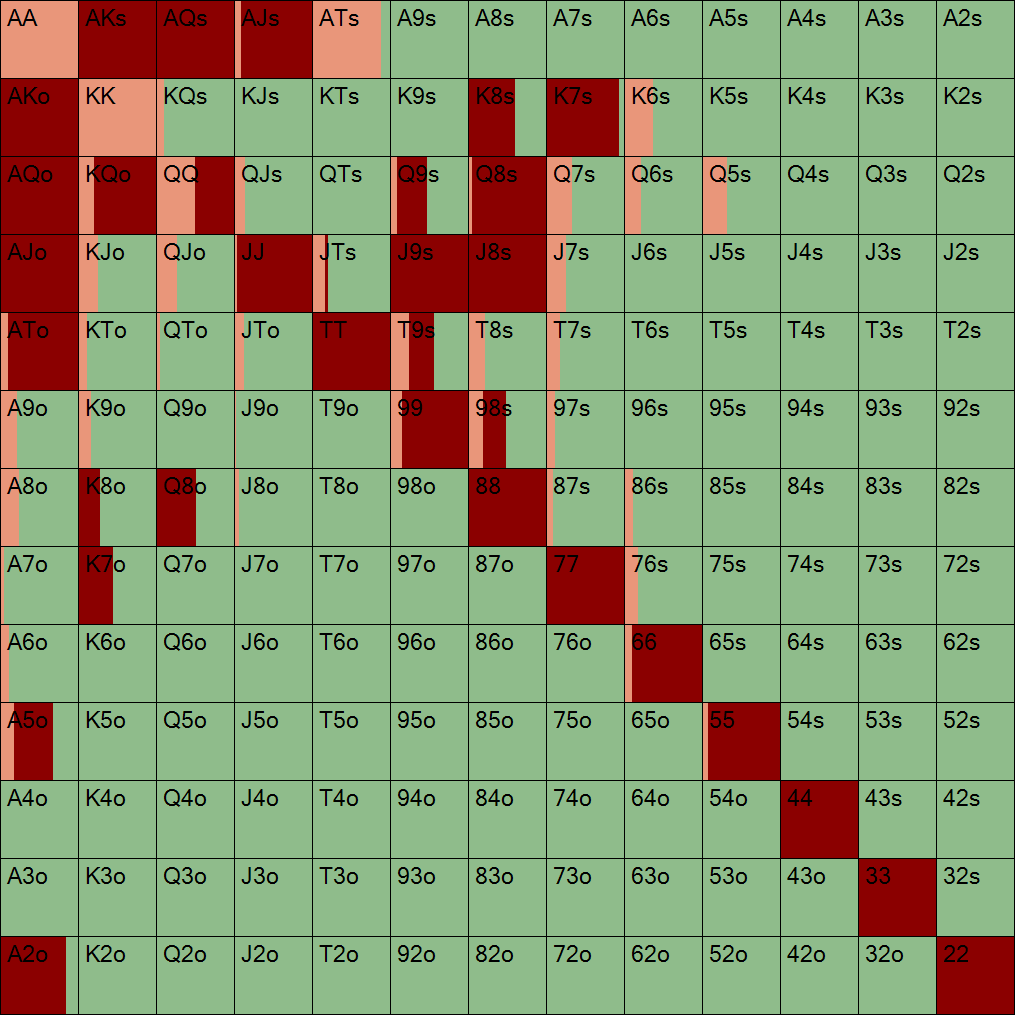 AA AKs AQs AJs ATs A9s A8s A7s A6s A5s A4s A3s A2s
AKo KK KQs KJs KTs K9s K8s K7s K6s K5s K4s K3s K2s
AQo KQo QQ QJs QTs Q9s Q8s Q7s Q6s Q5s Q4s Q3s Q2s
AJo KJo QJo JJ JTs J9s J8s J7s J6s J5s J4s J3s J2s
ATo KTo QTo JTo TT T9s T8s T7s T6s T5s T4s T3s T2s
A9o K9o Q9o J9o T9o 99 98s 97s 96s 95s 94s 93s 92s
A8o K8o Q8o J8o T8o 98o 88 87s 86s 85s 84s 83s 82s
A7o K7o Q7o J7o T7o 97o 87o 77 76s 75s 74s 73s 72s
A6o K6o Q6o J6o T6o 96o 86o 76o 66 65s 64s 63s 62s
A5o K5o Q5o J5o T5o 95o 85o 75o 65o 55 54s 53s 52s
A4o K4o Q4o J4o T4o 94o 84o 74o 64o 54o 44 43s 42s
A3o K3o Q3o J3o T3o 93o 83o 73o 63o 53o 43o 33 32s
A2o K2o Q2o J2o T2o 92o 82o 72o 62o 52o 42o 32o 22